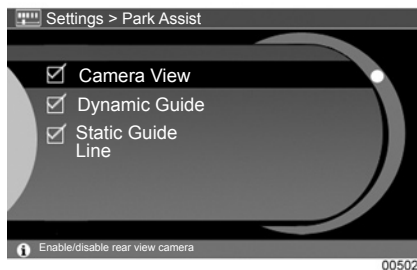 Settings > Park Assist
Camera View
Dynamic Guide
Static Guide
Line
Enable/disable rear view camera
00502